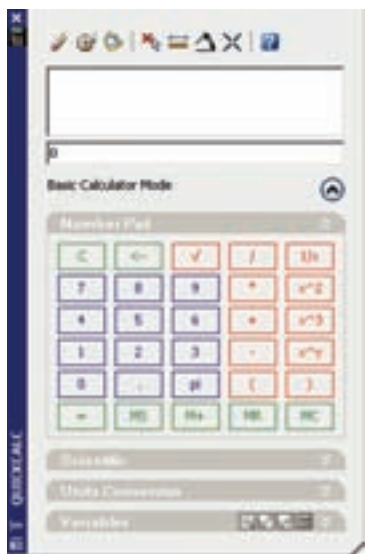 0
Basic Calculator Mode
Number Pad
C <-- √ / 1/x
7 8 9 * x^2
4 5 6 + x^3
1 2 3 - x^y
0 . pi ( )
= MS M+ MR MC
Scientific
Units Conversion
Variables
QUICKCALC